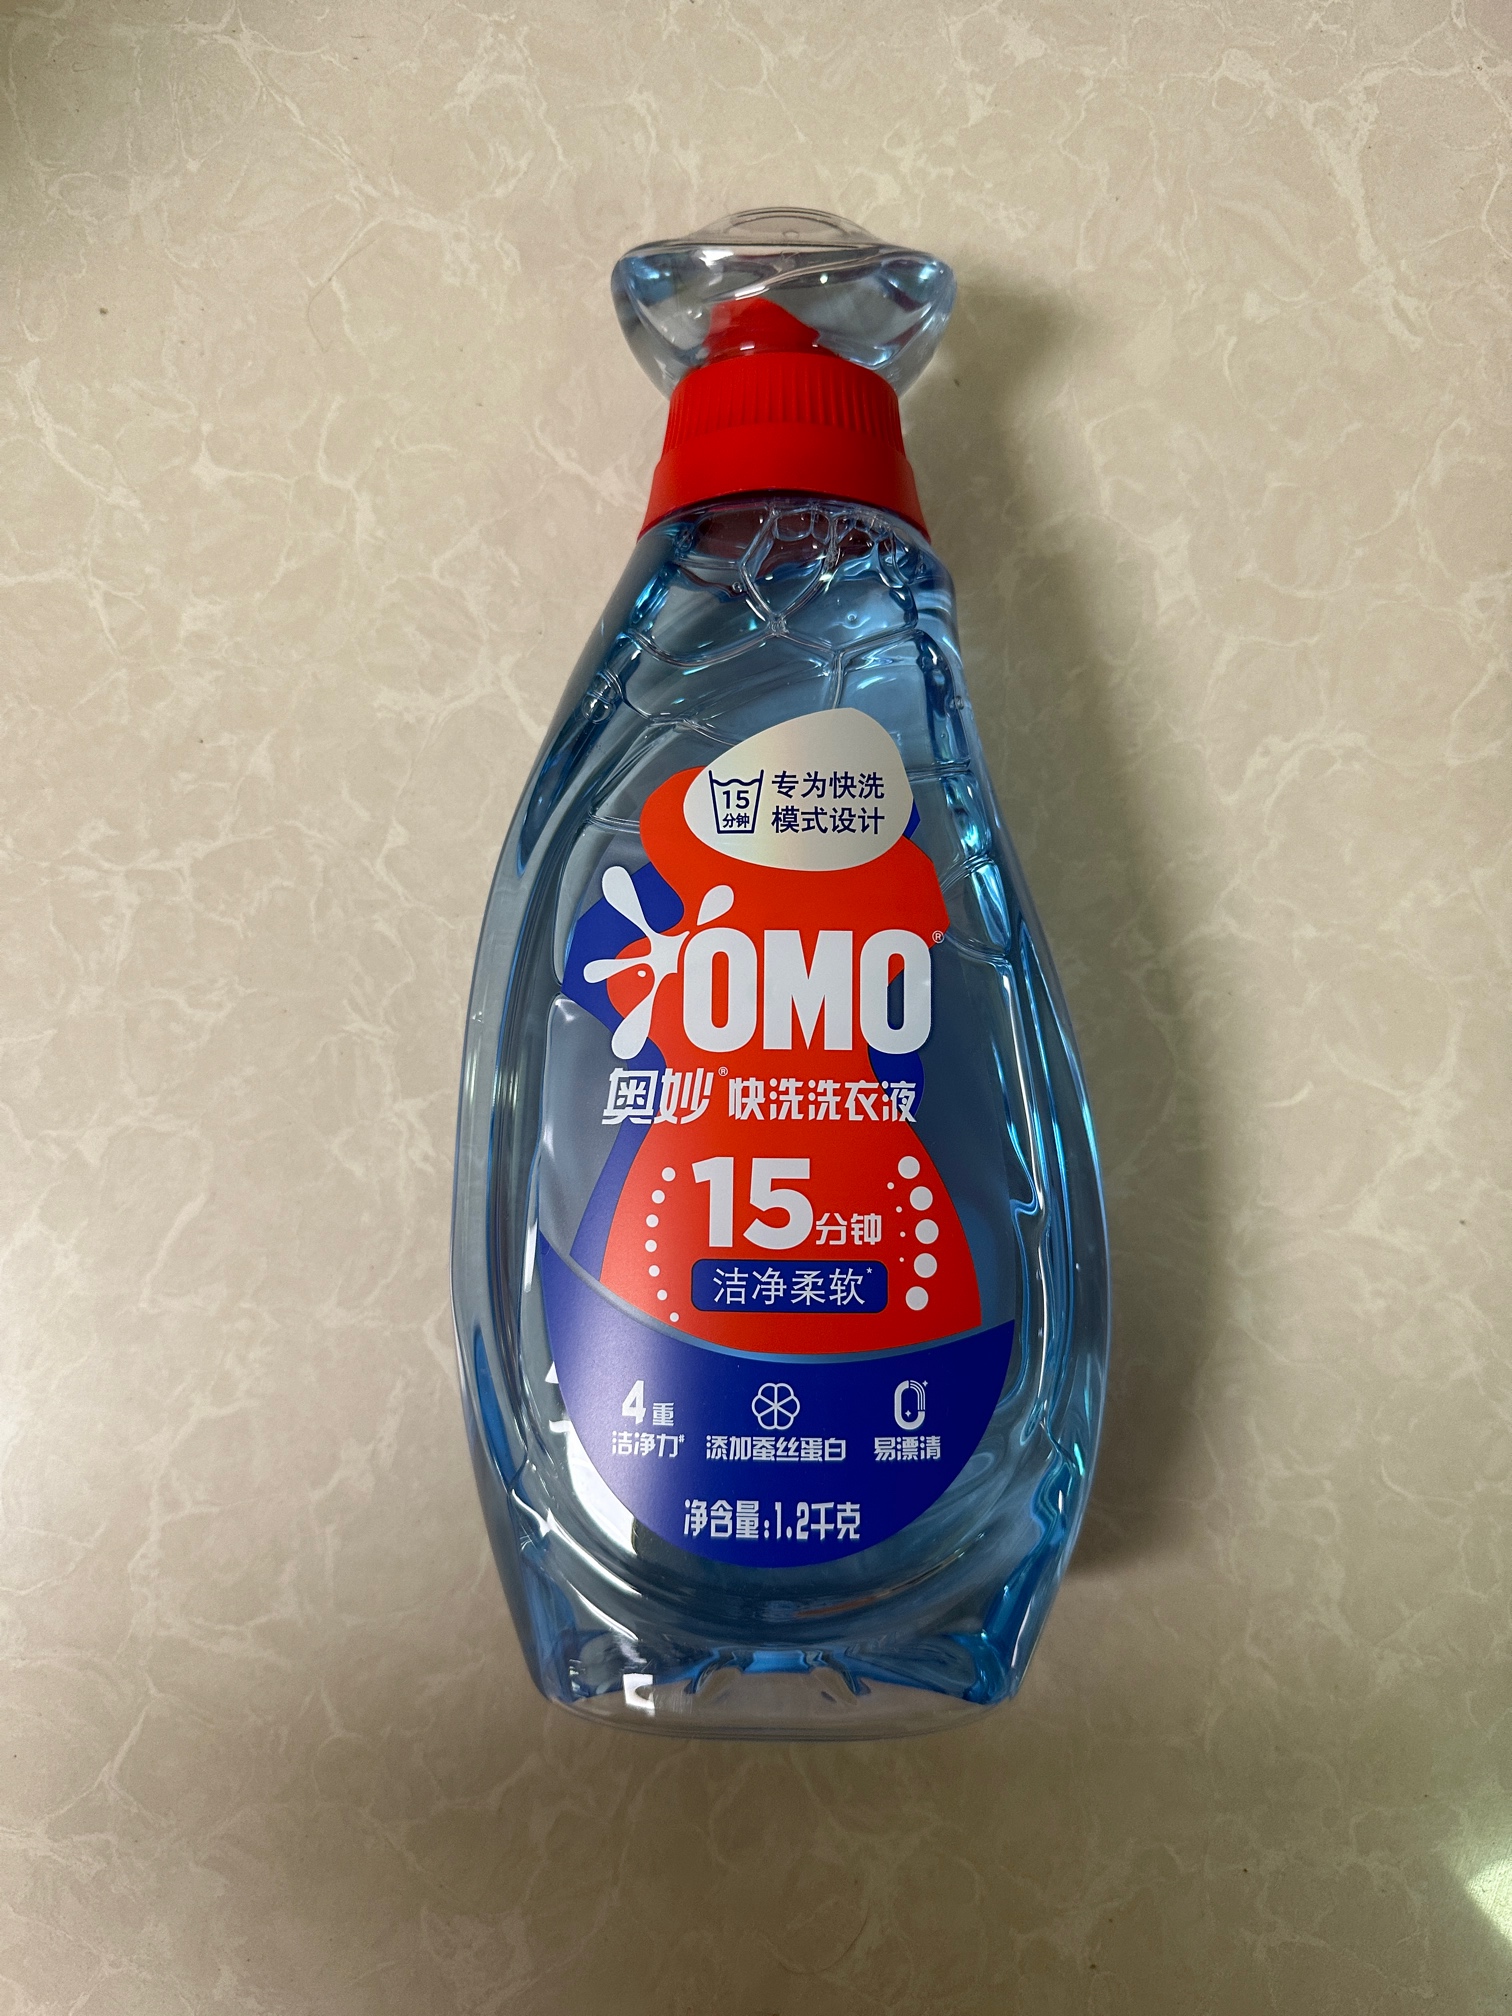 15
分钟
专为快洗
模式设计
OMO®
奥妙®快洗洗衣液
15分钟
洁净柔软*
4重
洁净力#
添加蚕丝蛋白
0
易漂清
净含量:1.2千克